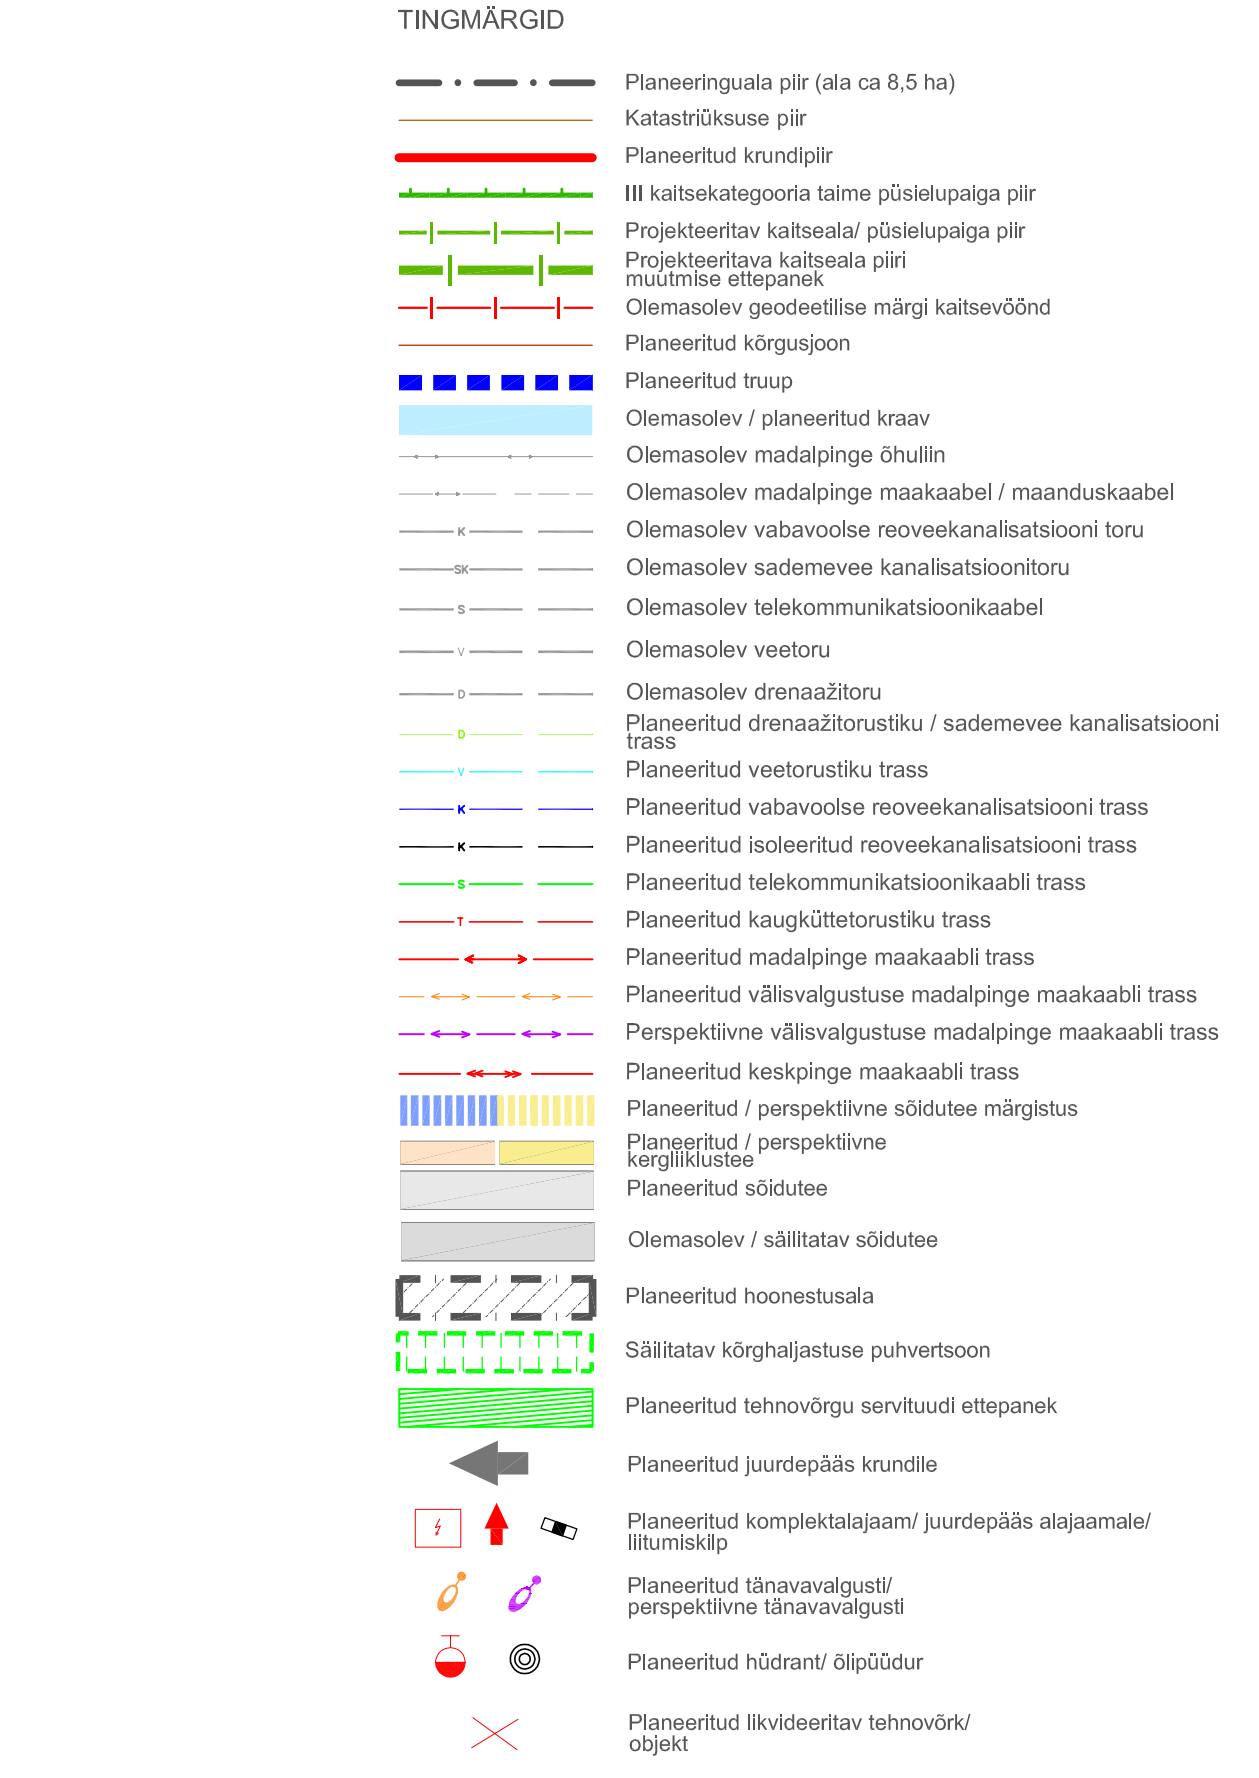 TINGMÄRGID
Planeeringuala piir (ala ca 8,5 ha)
Katastriüksuse piir
Planeeritud krundipiir
III kaitsekategooria taime püsielupaiga piir
Projekteeritav kaitseala/ püsielupaiga piir
Projekteeritava kaitseala piiri
muutmise ettepanek
Olemasolev geodeetilise märgi kaitsevöönd
Planeeritud kõrgusjoon
Planeeritud truup
Olemasolev / planeeritud kraav
Olemasolev madalpinge õhuliin
Olemasolev madalpinge maakaabel / maanduskaabel
K Olemasolev vabavoolse reoveekanalisatsiooni toru
SK Olemasolev sademevee kanalisatsioonitoru
S Olemasolev telekommunikatsioonikaabel
V Olemasolev veetoru
D Olemasolev drenaažitoru
D Planeeritud drenaažitorustiku / sademevee kanalisatsiooni
trass
V Planeeritud veetorustiku trass
K Planeeritud vabavoolse reoveekanalisatsiooni trass
K Planeeritud isoleeritud reoveekanalisatsiooni trass
S Planeeritud telekommunikatsioonikaabli trass
T Planeeritud kaugküttetorustiku trass
Planeeritud madalpinge maakaabli trass
Planeeritud välisvalgustuse madalpinge maakaabli trass
Perspektiivne välisvalgustuse madalpinge maakaabli trass
Planeeritud keskpinge maakaabli trass
Planeeritud / perspektiivne sõidutee märgistus
Planeeritud / perspektiivne
kergliiklustee
Planeeritud sõidutee
Olemasolev / säilitatav sõidutee
Planeeritud hoonestusala
Säilitatav kõrghaljastuse puhvertsoon
Planeeritud tehnovõrgu servituudi ettepanek
Planeeritud juurdepääs krundile
Planeeritud komplektalajaam/ juurdepääs alajaamale/
liitumiskilp
Planeeritud tänavavalgusti/
perspektiivne tänavavalgusti
Planeeritud hüdrant/ õlipüüdur
Planeeritud likvideeritav tehnovõrk/
objekt